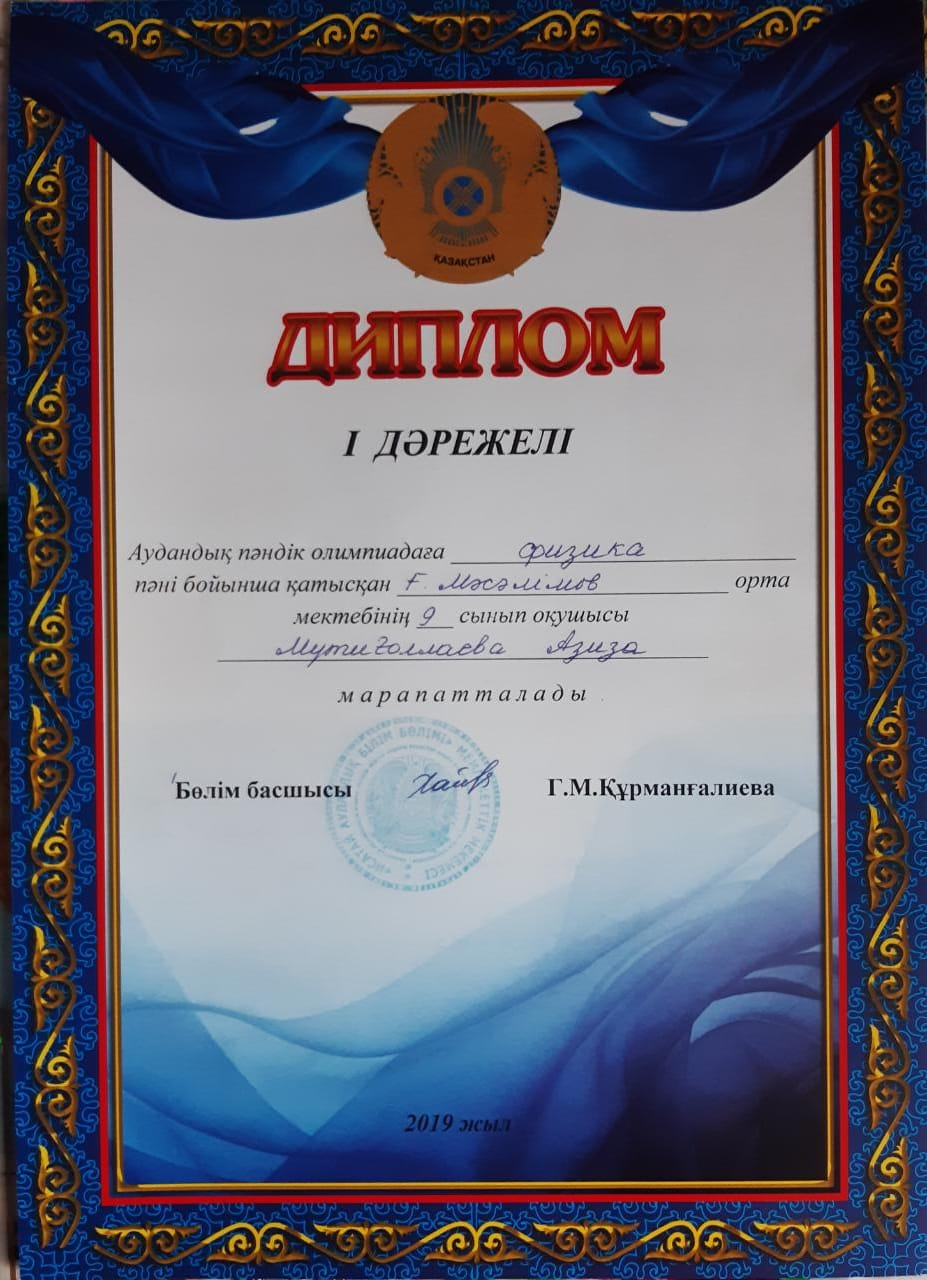 ҚАЗАҚСТАН
ДИПЛОМ
І ДӘРЕЖЕЛІ
Аудандық пәндік олимпиадаға физика
пәні бойынша қатысқан Ғ. Мәсәлімов орта
мектебінің 9 сынып оқушысы
Мутиғоллаева Азиза
марапатталады
Бөлім басшысы Г.М.Құрманғалиева
2019 жыл